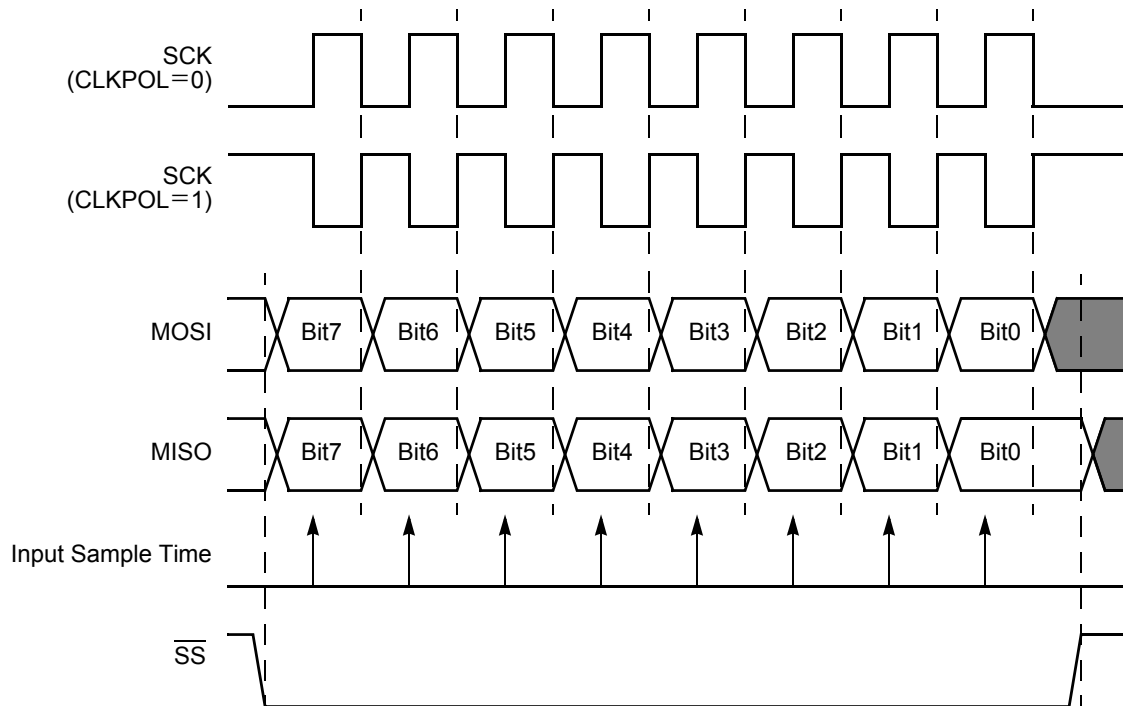 SCK
(CLKPOL=0)
SCK
(CLKPOL=1)
MOSI
Bit7 Bit6 Bit5 Bit4 Bit3 Bit2 Bit1 Bit0
MISO
Bit7 Bit6 Bit5 Bit4 Bit3 Bit2 Bit1 Bit0
Input Sample Time
S̅S̅